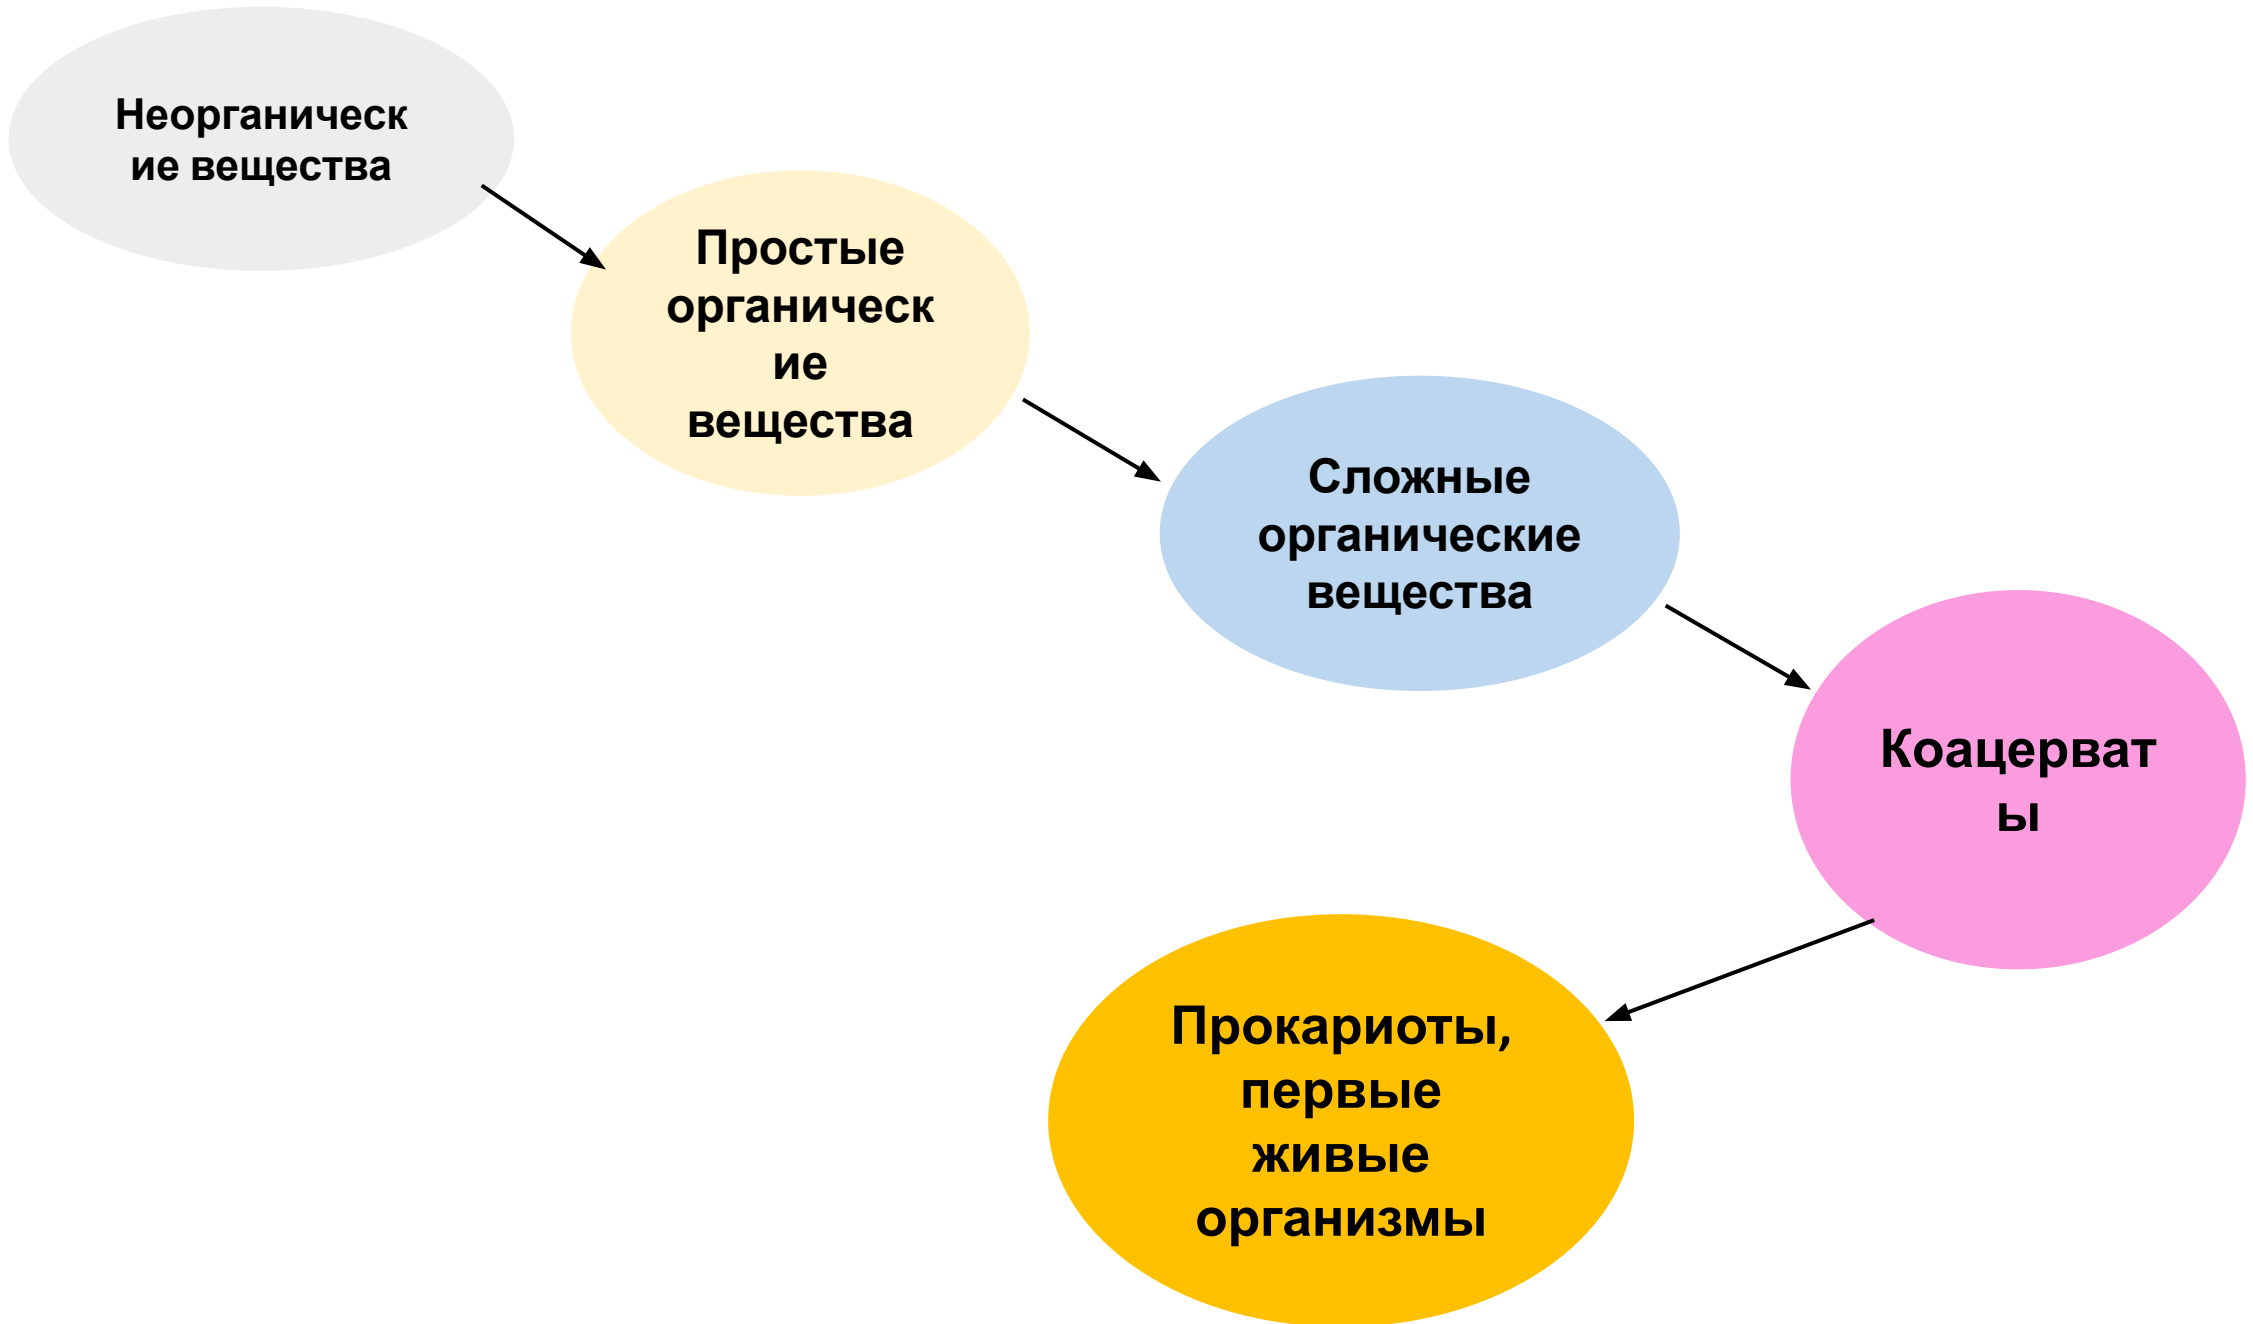 Неорганическ
ие вещества
Простые
органическ
ие
вещества
Сложные
органические
вещества
Коацерват
ы
Прокариоты,
первые
живые
организмы